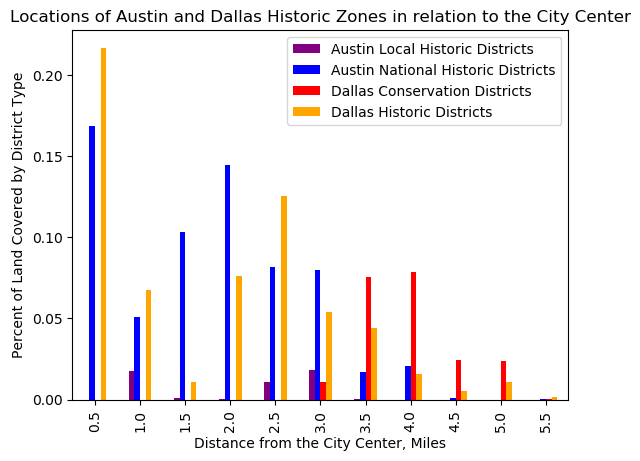 Locations of Austin and Dallas Historic Zones in relation to the City Center
Austin Local Historic Districts
Austin National Historic Districts
Dallas Conservation Districts
Dallas Historic Districts
Percent of Land Covered by District Type
0.20
0.15
0.10
0.05
0.00
0.5 1.0 1.5 2.0 2.5 3.0 3.5 4.0 4.5 5.0 5.5
Distance from the City Center, Miles